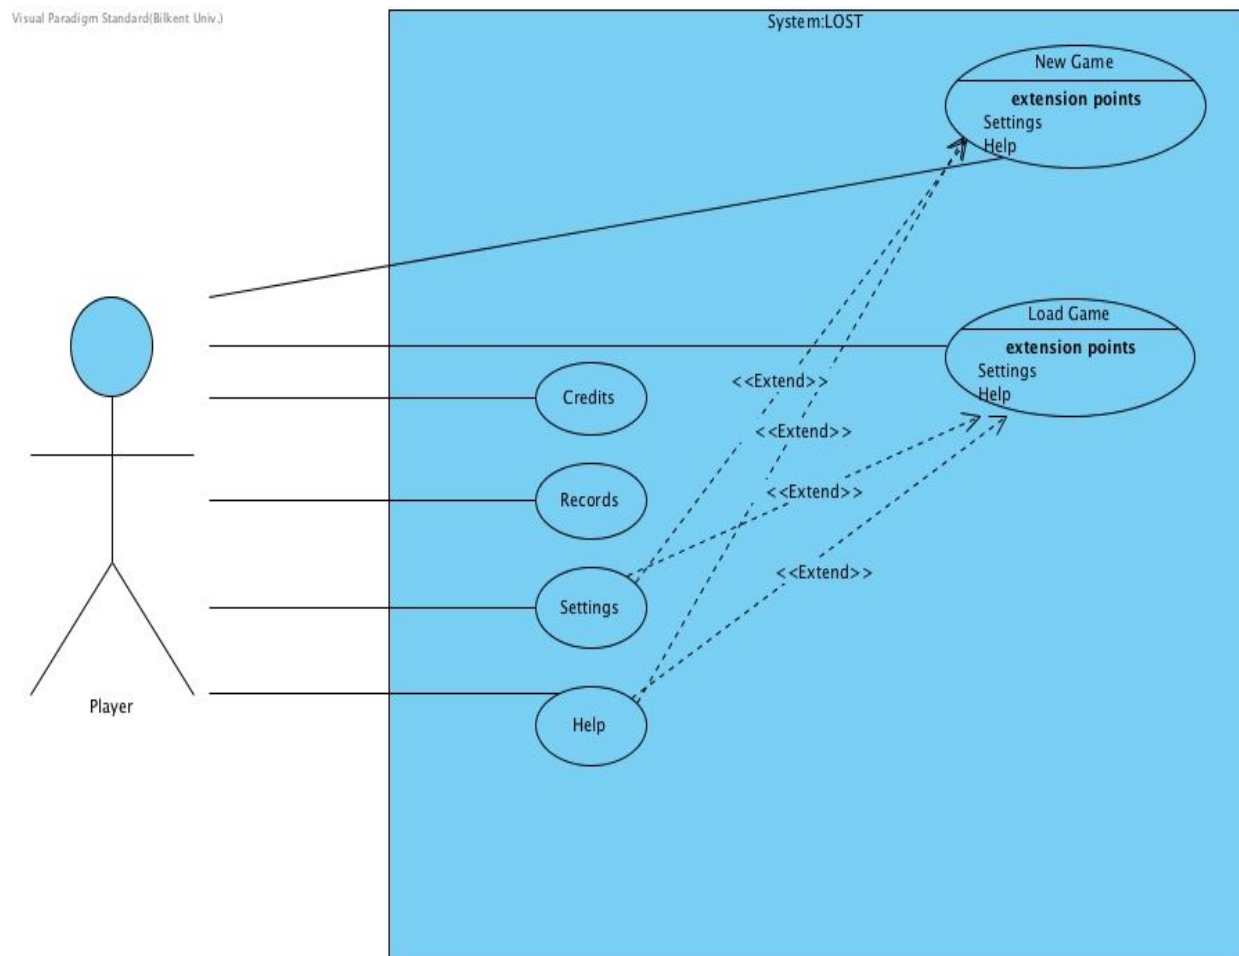 Visual Paradigm Standard(Bilkent Univ.)
System:LOST
New Game
extension points
Settings
Help
Load Game
extension points
Settings
Help
<<Extend>>
Credits
<<Extend>>
<<Extend>>
Records
<<Extend>>
Settings
Player
Help